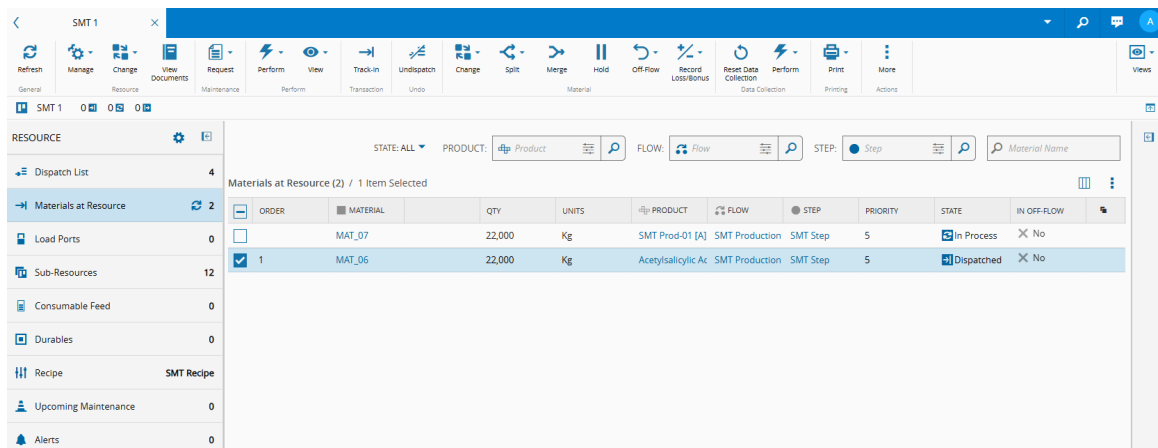 SMT 1
A
Refresh
Manage
Change
View Documents
Request
Perform
View
Track-In
Undispatch
Change
Split
Merge
Hold
Off-Flow
Record Loss/Bonus
Reset Data Collection
Perform
Print
More
Views
General
Resource
Maintenance
Perform
Transaction
Undo
Material
Data Collection
Printing
Actions
SMT 1 0 0 0
RESOURCE
STATE: ALL PRODUCT: Product FLOW: Flow STEP: Step Material Name
Dispatch List 4
Materials at Resource 2
Load Ports 0
Sub-Resources 12
Consumable Feed 0
Durables 0
Recipe SMT Recipe
Upcoming Maintenance 0
Alerts 0
Materials at Resource (2) / 1 Item Selected
ORDER MATERIAL QTY UNITS PRODUCT FLOW STEP PRIORITY STATE IN OFF-FLOW
MAT_07 22,000 Kg SMT Prod-01 [A] SMT Production SMT Step 5 In Process No
1 MAT_06 22,000 Kg Acetylsalicylic Ac SMT Production SMT Step 5 Dispatched No